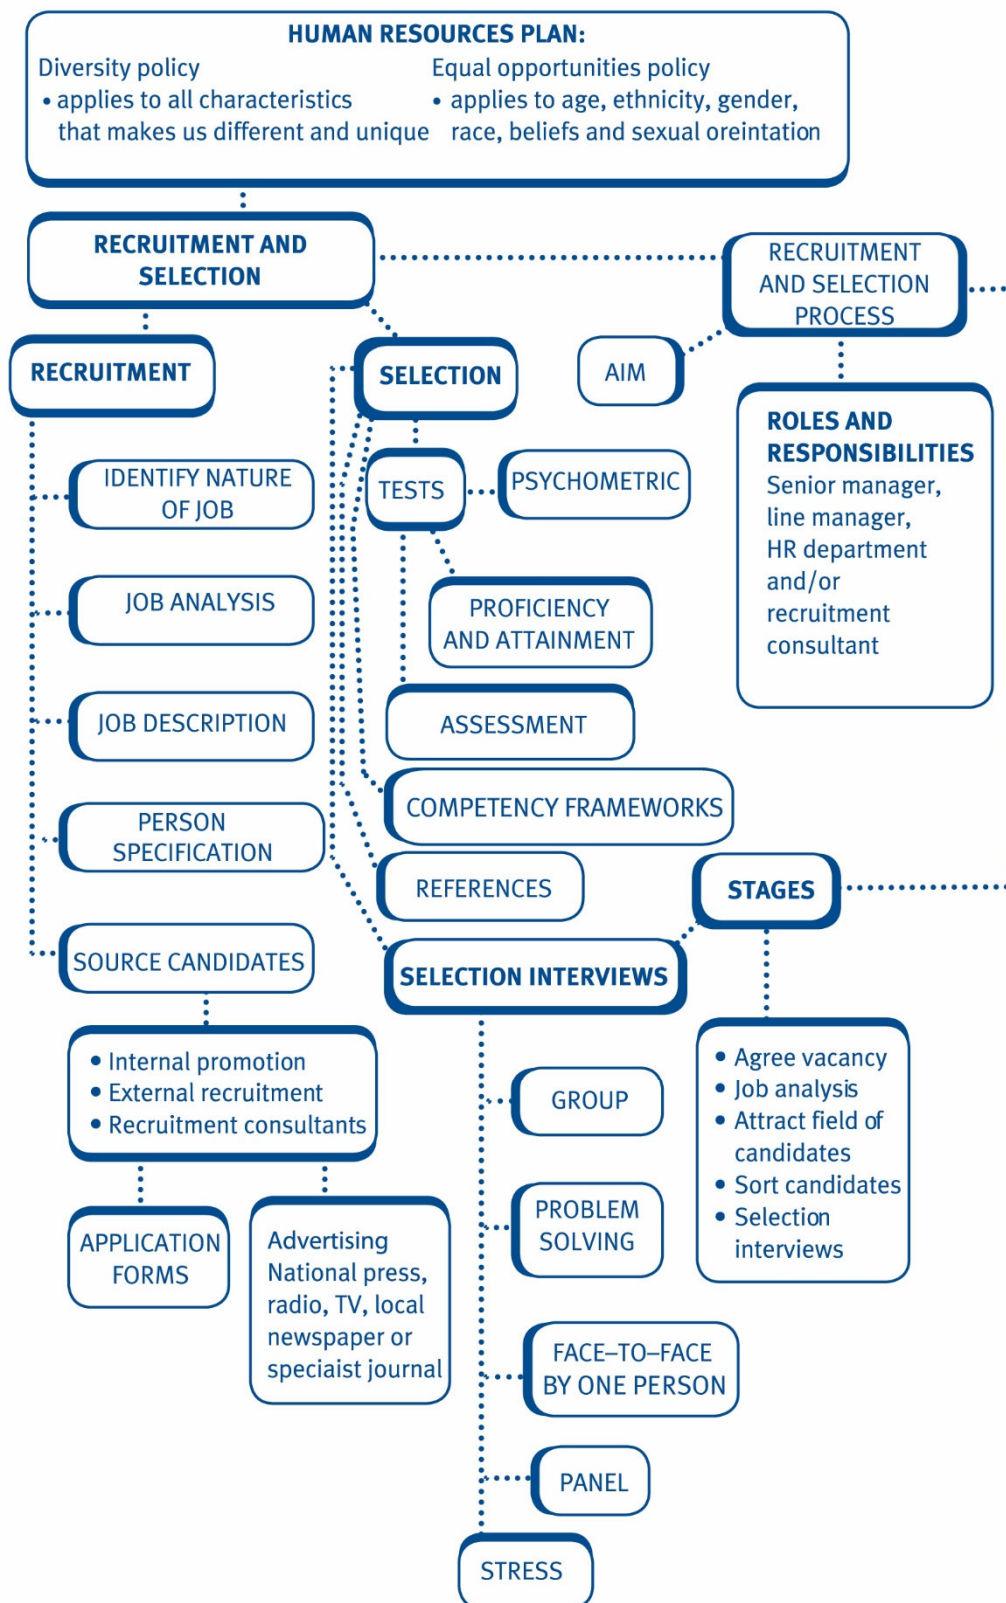 HUMAN RESOURCES PLAN:
Diversity policy
• applies to all characteristics
that makes us different and unique
Equal opportunities policy
• applies to age, ethnicity, gender,
race, beliefs and sexual oreintation
RECRUITMENT AND
SELECTION
RECRUITMENT
AND SELECTION
PROCESS
RECRUITMENT
SELECTION
AIM
ROLES AND
RESPONSIBILITIES
Senior manager,
line manager,
HR department
and/or
recruitment
consultant
IDENTIFY NATURE
OF JOB
TESTS
PSYCHOMETRIC
JOB ANALYSIS
PROFICIENCY
AND ATTAINMENT
JOB DESCRIPTION
ASSESSMENT
PERSON
SPECIFICATION
COMPETENCY FRAMEWORKS
REFERENCES
STAGES
SOURCE CANDIDATES
SELECTION INTERVIEWS
• Internal promotion
• External recruitment
• Recruitment consultants
• Agree vacancy
• Job analysis
• Attract field of
candidates
• Sort candidates
• Selection
interviews
GROUP
APPLICATION
FORMS
Advertising
National press,
radio, TV, local
newspaper or
speciaist journal
PROBLEM
SOLVING
FACE–TO–FACE
BY ONE PERSON
PANEL
STRESS